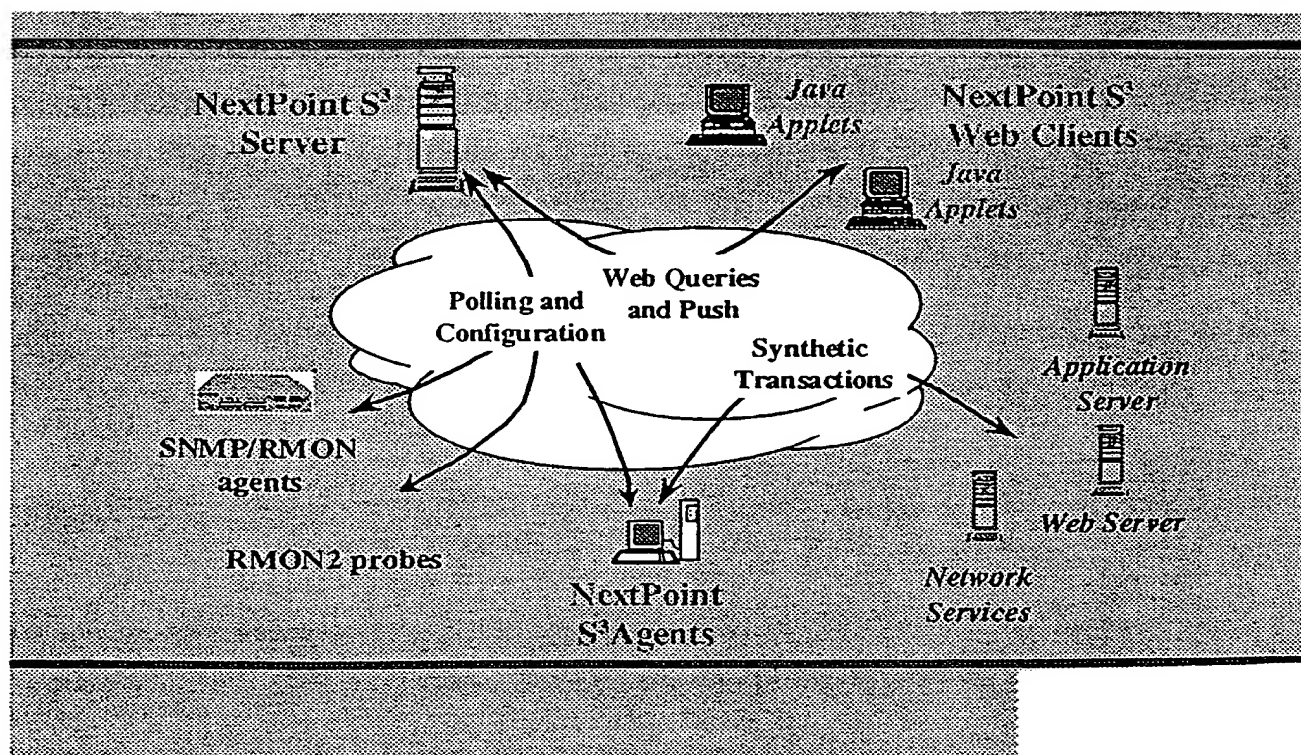 NextPoint S³
Server
Java
Applets
NextPoint S³
Web Clients
Java
Applets
Web Queries
and Push
Polling and
Configuration
Synthetic
Transactions
Application
Server
SNMP/RMON
agents
Web Server
RMON2 probes
Network
Services
NextPoint
S³Agents